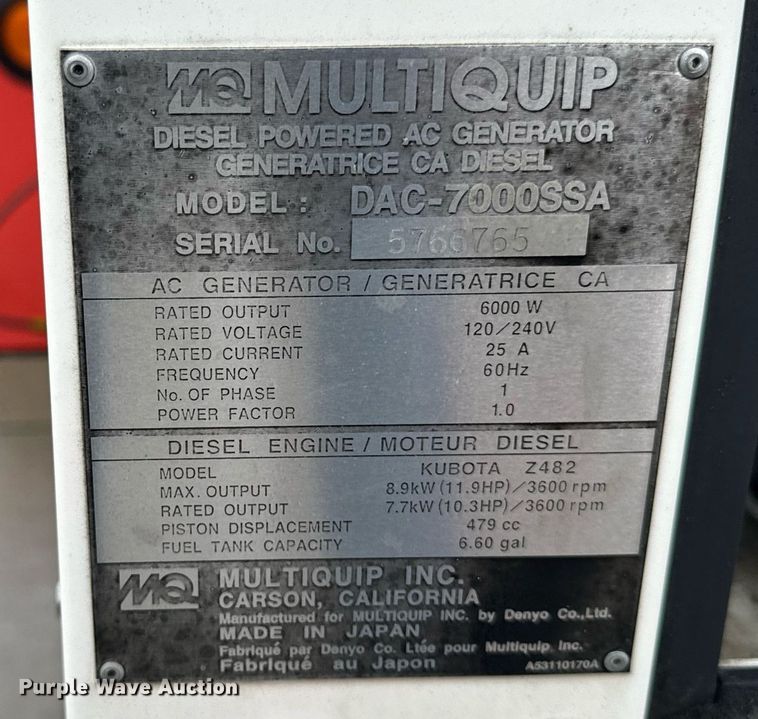 MQ MULTIQUIP
DIESEL POWERED AC GENERATOR
GENERATRICE CA DIESEL
MODEL : DAC-7000SSA
SERIAL No. 5766765
AC GENERATOR / GENERATRICE CA
RATED OUTPUT 6000 W
RATED VOLTAGE 120/240V
RATED CURRENT 25 A
FREQUENCY 60Hz
No. OF PHASE 1
POWER FACTOR 1.0
DIESEL ENGINE / MOTEUR DIESEL
MODEL KUBOTA Z482
MAX. OUTPUT 8.9kW (11.9HP)/3600 rpm
RATED OUTPUT 7.7kW (10.3HP)/3600 rpm
PISTON DISPLACEMENT 479 cc
FUEL TANK CAPACITY 6.60 gal
MQ MULTIQUIP INC.
CARSON, CALIFORNIA
Manufactured for MULTIQUIP INC. by Denyo Co.,Ltd.
MADE IN JAPAN
Fabriqué par Denyo Co. Ltée pour Multiquip Inc.
Fabriqué au Japon A53110170A
Purple Wave Auction